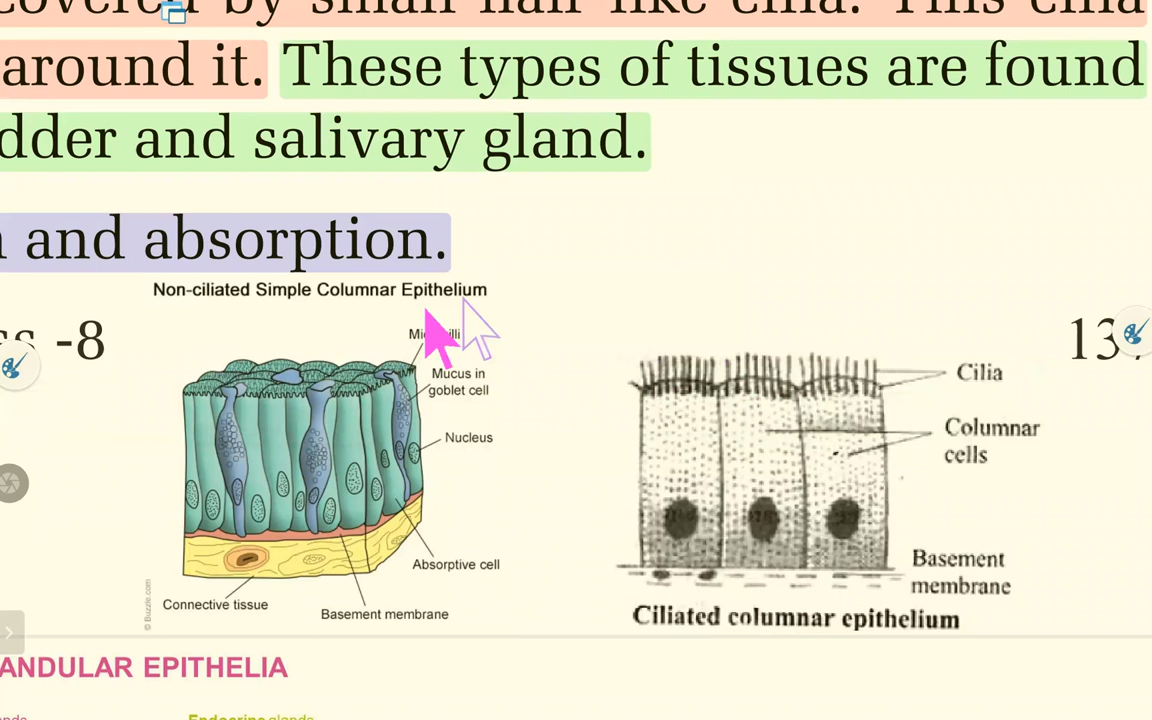 around it. These types of tissues are found
dder and salivary gland.
and absorption.
Non-ciliated Simple Columnar Epithelium
-8
13
Mucus in
goblet cell
Nucleus
Absorptive cell
Connective tissue
Basement membrane
© Buzzle.com
Cilia
Columnar
cells
Basement
membrane
Ciliated columnar epithelium
ANDULAR EPITHELIA